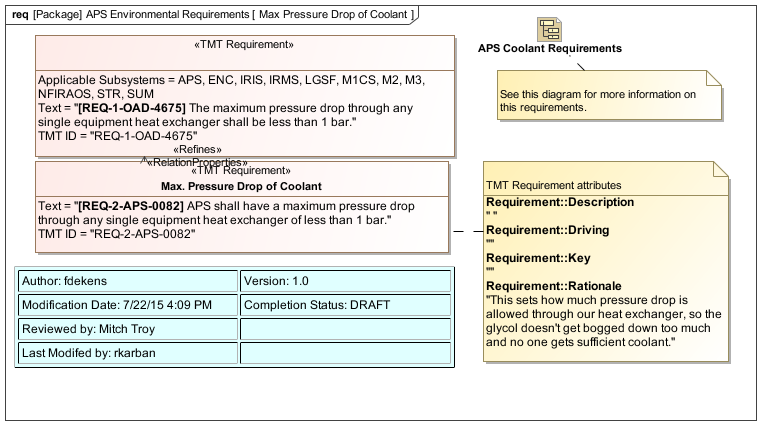 req [Package] APS Environmental Requirements [ Max Pressure Drop of Coolant ]
«TMT Requirement»
Applicable Subsystems = APS, ENC, IRIS, IRMS, LGSF, M1CS, M2, M3,
NFIRAOS, STR, SUM
Text = "[REQ-1-OAD-4675] The maximum pressure drop through any
single equipment heat exchanger shall be less than 1 bar."
TMT ID = "REQ-1-OAD-4675"
«Refines»
«RelationProperties»
«TMT Requirement»
Max. Pressure Drop of Coolant
Text = "[REQ-2-APS-0082] APS shall have a maximum pressure drop
through any single equipment heat exchanger of less than 1 bar."
TMT ID = "REQ-2-APS-0082"
APS Coolant Requirements
See this diagram for more information on
this requirements.
TMT Requirement attributes
Requirement::Description
" "
Requirement::Driving
""
Requirement::Key
""
Requirement::Rationale
"This sets how much pressure drop is
allowed through our heat exchanger, so the
glycol doesn't get bogged down too much
and no one gets sufficient coolant."
Author: fdekens
Version: 1.0
Modification Date: 7/22/15 4:09 PM
Completion Status: DRAFT
Reviewed by: Mitch Troy
Last Modifed by: rkarban